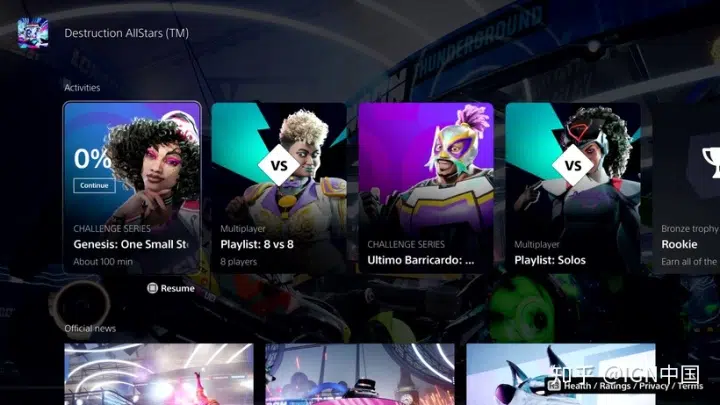 Destruction AllStars (TM)
THUNDERGROUND
Activities
0%
Continue
CHALLENGE SERIES
Genesis: One Small St
About 100 min
VS
Multiplayer
Playlist: 8 vs 8
8 players
CHALLENGE SERIES
Ultimo Barricardo: ...
VS
Multiplayer
Playlist: Solos
Bronze trophy
Rookie
Earn all of the
Resume
Official news
Health / Ratings / Privacy / Terms
知乎 @IGN中国